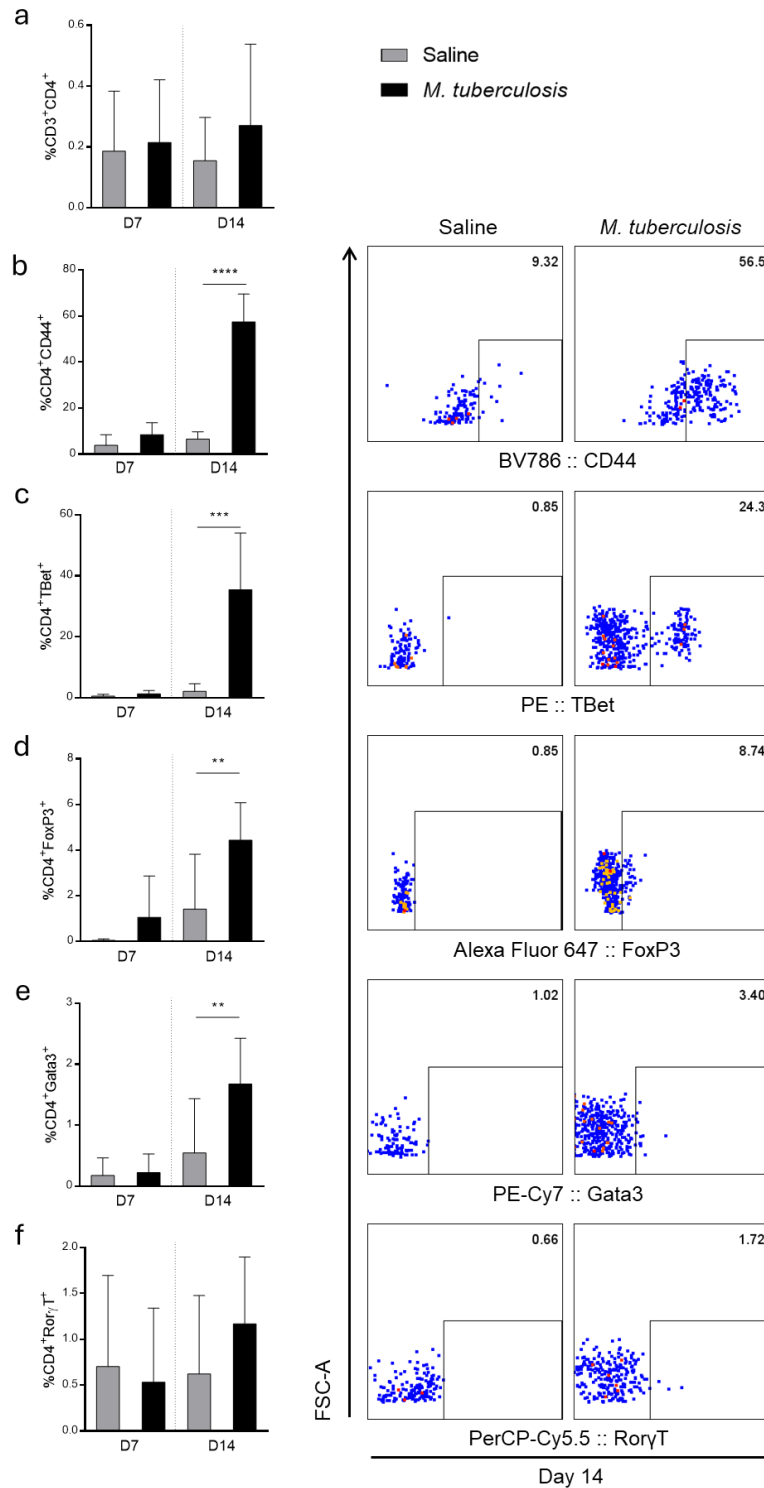 a
0.6
0.4
0.2
0.0
%CD3+CD4+
D7 D14
Saline
M. tuberculosis
Saline M. tuberculosis
b
80
60
40
20
0
%CD4+CD44+
****
D7 D14
9.32 56.5
BV786 :: CD44
c
60
40
20
0
%CD4+TBet+
***
D7 D14
0.85 24.3
PE :: TBet
d
8
6
4
2
0
%CD4+FoxP3+
**
D7 D14
0.85 8.74
Alexa Fluor 647 :: FoxP3
e
3
2
1
0
%CD4+Gata3+
**
D7 D14
1.02 3.40
PE-Cy7 :: Gata3
f
2.0
1.5
1.0
0.5
0.0
%CD4+RorγT+
D7 D14
0.66 1.72
FSC-A
PerCP-Cy5.5 :: RorγT
Day 14